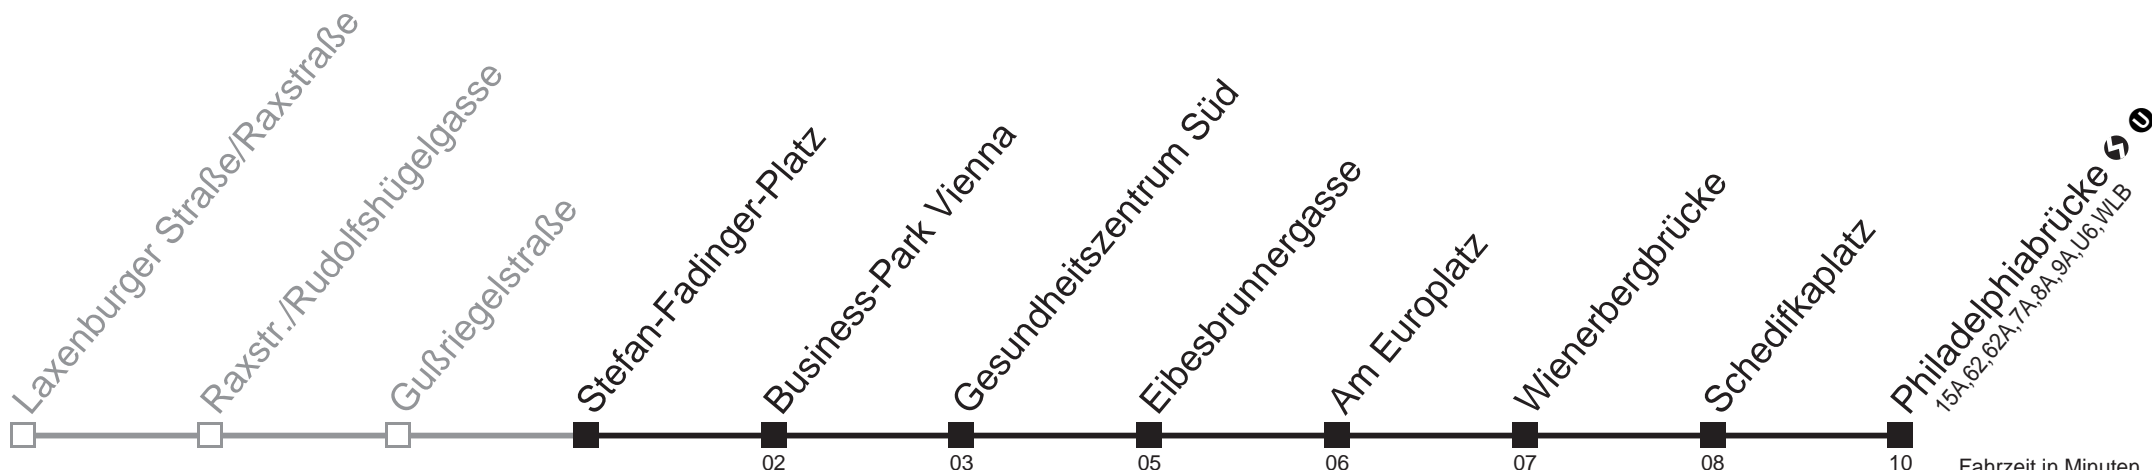 Laxenburger Straße/Raxstraße
Raxstr./Rudolfshügelgasse
Gußriegelstraße
Stefan-Fadinger-Platz
Business-Park Vienna
Gesundheitszentrum Süd
Eibesbrunnergasse
Am Europlatz
Wienerbergbrücke
Schedifkaplatz
Philadelphiabrücke S U
15A,62,62A,7A,8A,9A,U6,WLB
02 03 05 06 07 08 10 Fahrzeit in Minuten